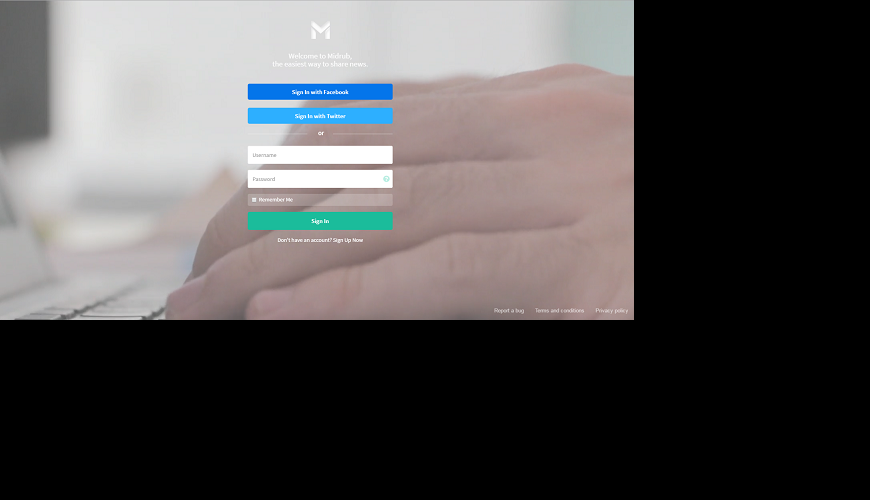 Welcome to Midrub,
the easiest way to share news.
Sign In with Facebook
Sign In with Twitter
or
Username
Password
Remember Me
Sign In
Don't have an account? Sign Up Now
Report a bug Terms and conditions Privacy policy